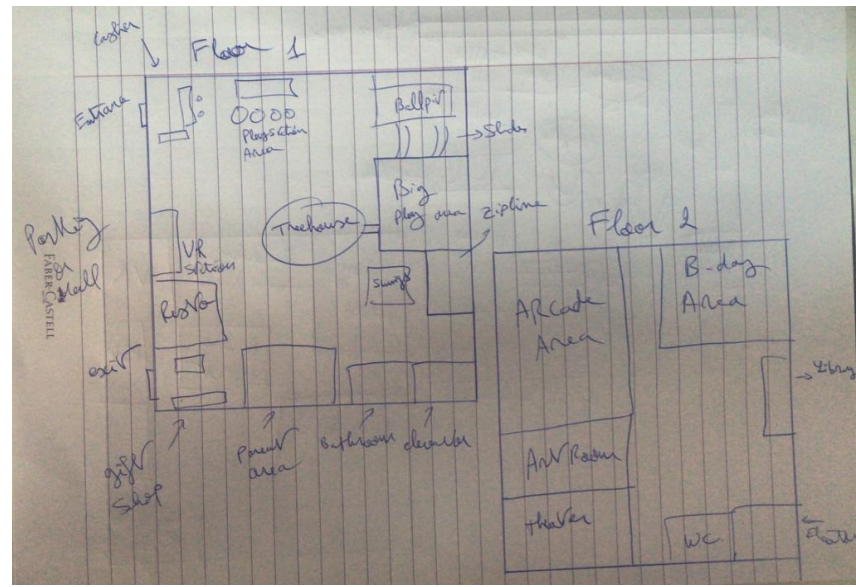 Cashier
Floor 1
Entrance
Ballpit
Slides
PlayStation
Area
Big
Play area
Zipline
Treehouse
Parking
or
Mall
FABER-CASTELL
VR
Station
Swings
Resto
exit
gift
Shop
Parent
area
Bathroom
elevator
Floor 2
ARcade
Area
B-day
Area
Library
Art Room
theater
WC